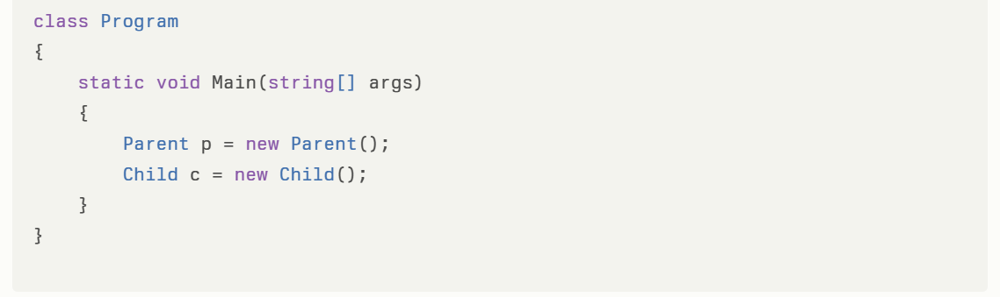 class Program
{
    static void Main(string[] args)
    {
        Parent p = new Parent();
        Child c = new Child();
    }
}